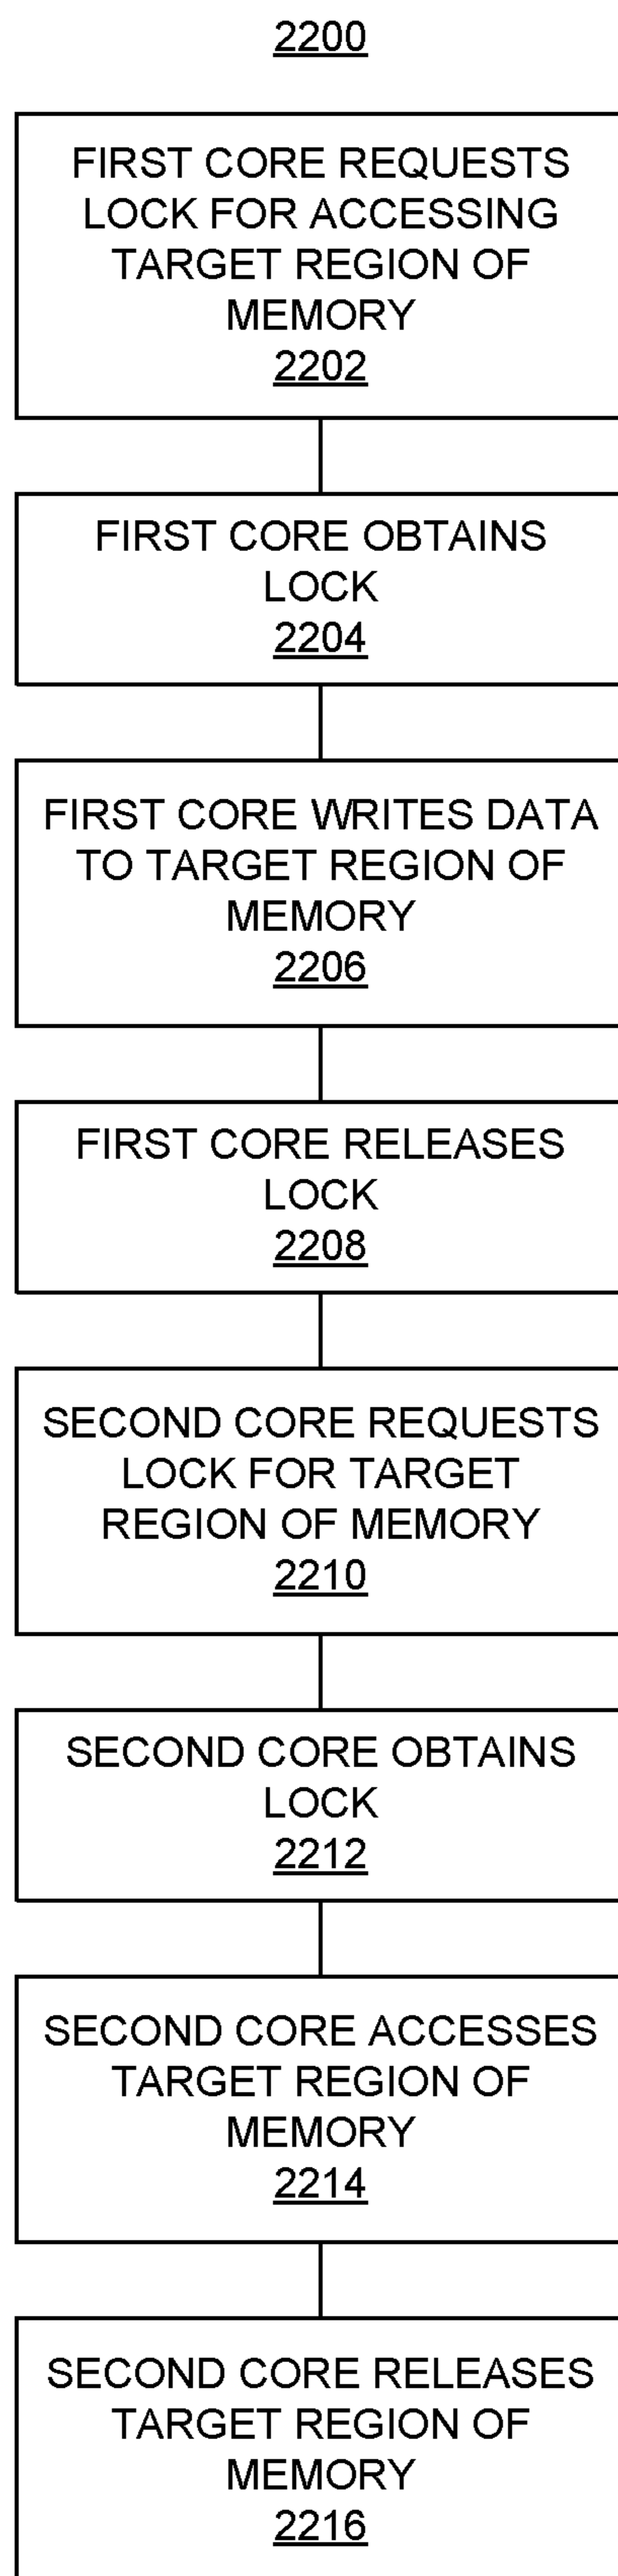 2200
FIRST CORE REQUESTS
LOCK FOR ACCESSING
TARGET REGION OF
MEMORY
2202
FIRST CORE OBTAINS
LOCK
2204
FIRST CORE WRITES DATA
TO TARGET REGION OF
MEMORY
2206
FIRST CORE RELEASES
LOCK
2208
SECOND CORE REQUESTS
LOCK FOR TARGET
REGION OF MEMORY
2210
SECOND CORE OBTAINS
LOCK
2212
SECOND CORE ACCESSES
TARGET REGION OF
MEMORY
2214
SECOND CORE RELEASES
TARGET REGION OF
MEMORY
2216